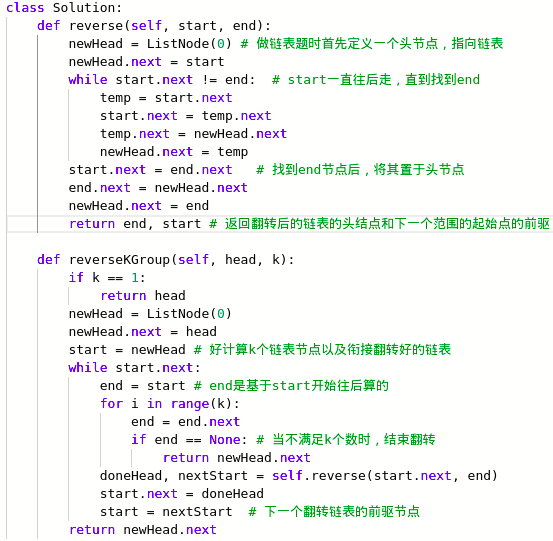 class Solution:
    def reverse(self, start, end):
        newHead = ListNode(0) # 做链表题时首先定义一个头节点，指向链表
        newHead.next = start
        while start.next != end:  # start一直往后走，直到找到end
            temp = start.next
            start.next = temp.next
            temp.next = newHead.next
            newHead.next = temp
        start.next = end.next   # 找到end节点后，将其置于头节点
        end.next = newHead.next
        newHead.next = end
        return end, start # 返回翻转后的链表的头结点和下一个范围的起始点的前驱
    def reverseKGroup(self, head, k):
        if k == 1:
            return head
        newHead = ListNode(0)
        newHead.next = head
        start = newHead # 好计算k个链表节点以及衔接翻转好的链表
        while start.next:
            end = start # end是基于start开始往后算的
            for i in range(k):
                end = end.next
                if end == None: # 当不满足k个数时，结束翻转
                    return newHead.next
            doneHead, nextStart = self.reverse(start.next, end)
            start.next = doneHead
            start = nextStart  # 下一个翻转链表的前驱节点
        return newHead.next